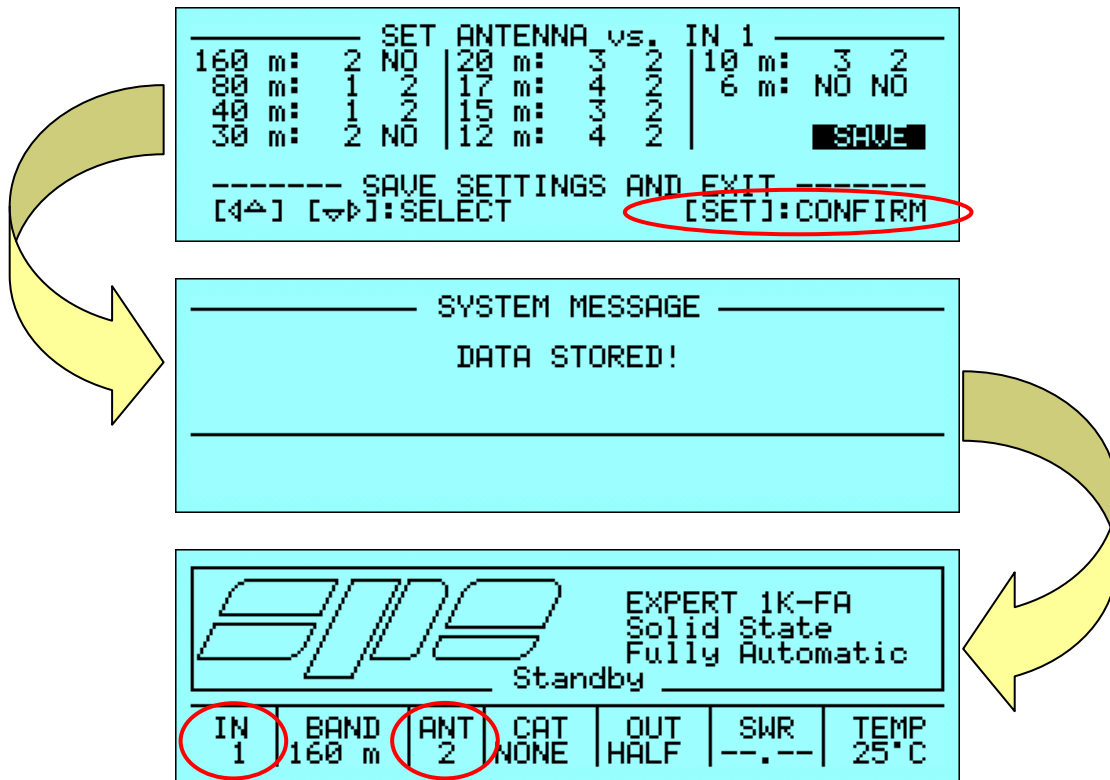 SET ANTENNA vs. IN 1
160 m: 2 NO 20 m: 3 2 10 m: 3 2
80 m: 1 2 17 m: 4 2 6 m: NO NO
40 m: 1 2 15 m: 3 2
30 m: 2 NO 12 m: 4 2 SAVE
------- SAVE SETTINGS AND EXIT -------
[◁△] [▽▷]:SELECT [SET]:CONFIRM
SYSTEM MESSAGE
DATA STORED!
spe
EXPERT 1K-FA
Solid State
Fully Automatic
Standby
IN BAND ANT CAT OUT SWR TEMP
1 160 m 2 NONE HALF --.-- 25°C